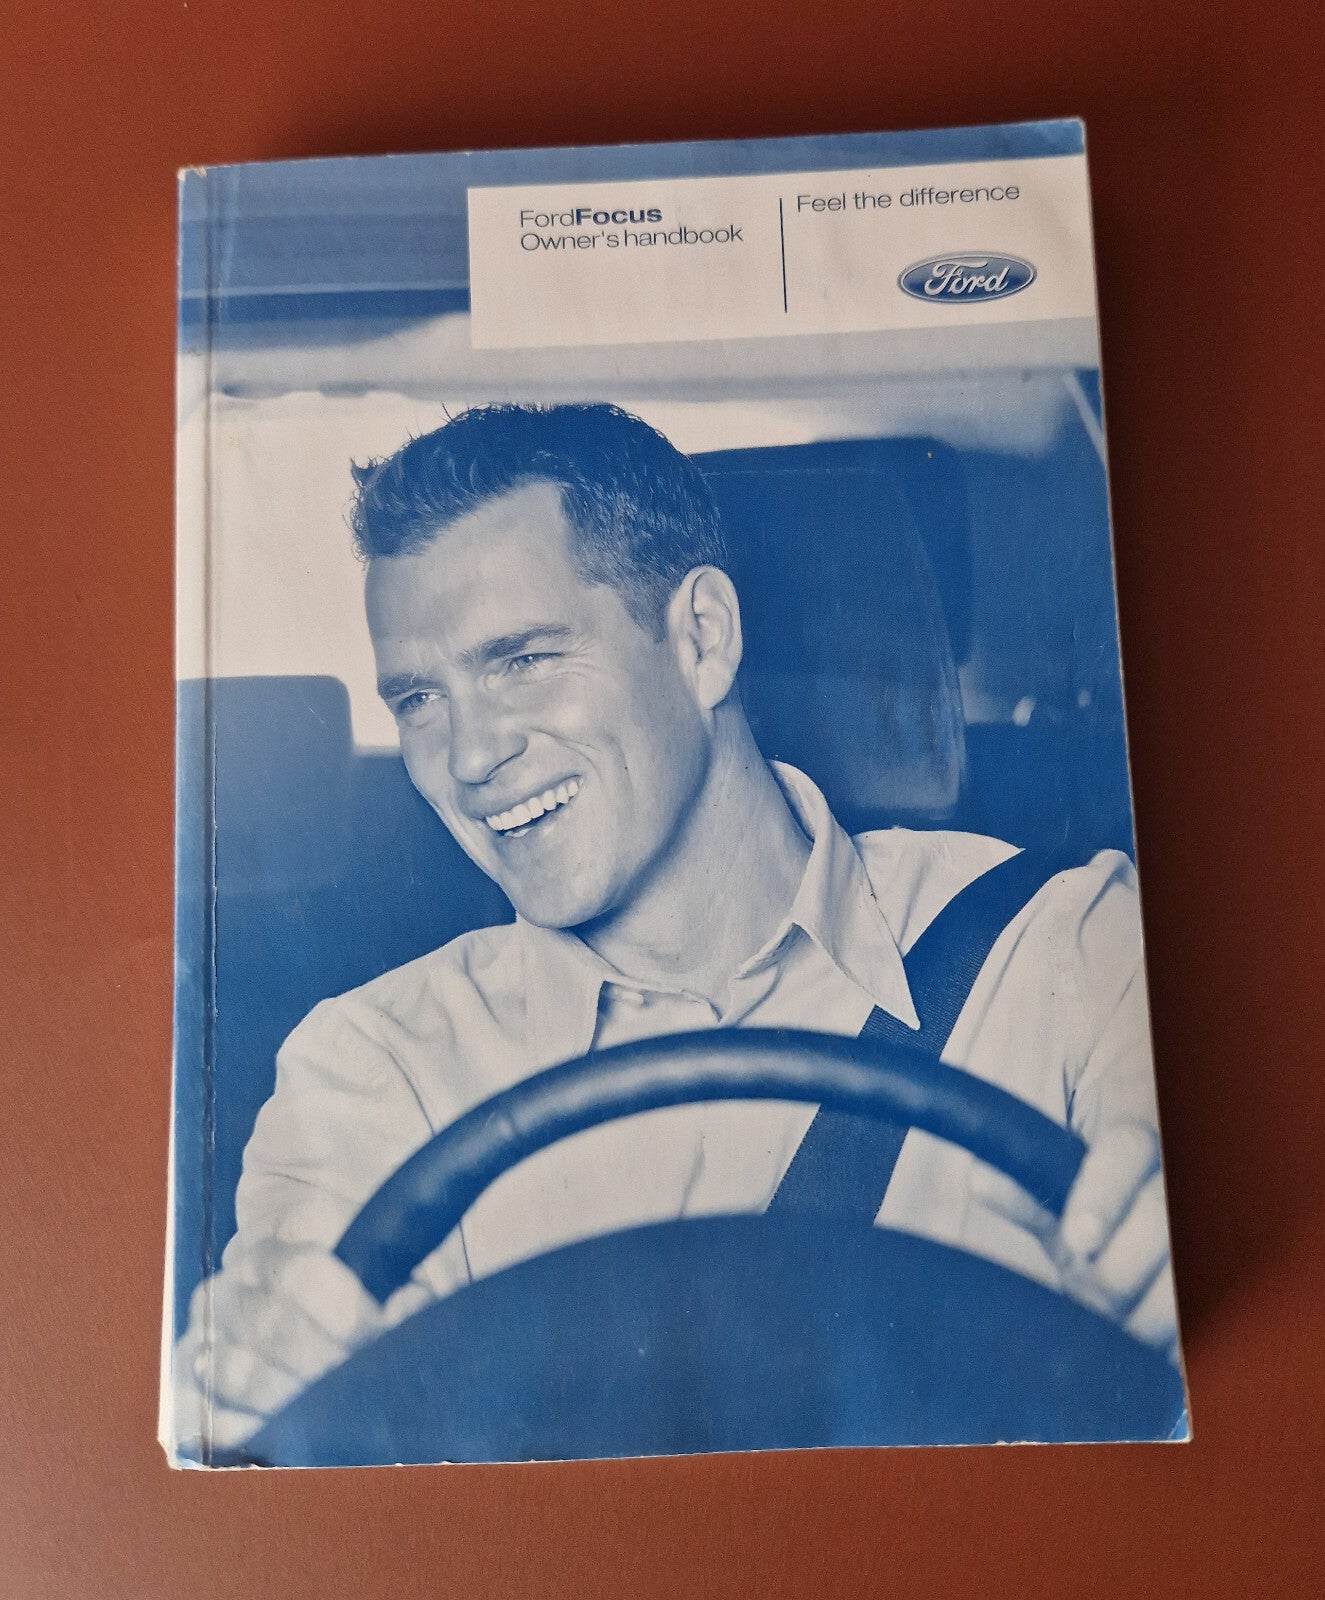 FordFocus
Owner's handbook
Feel the difference
Ford